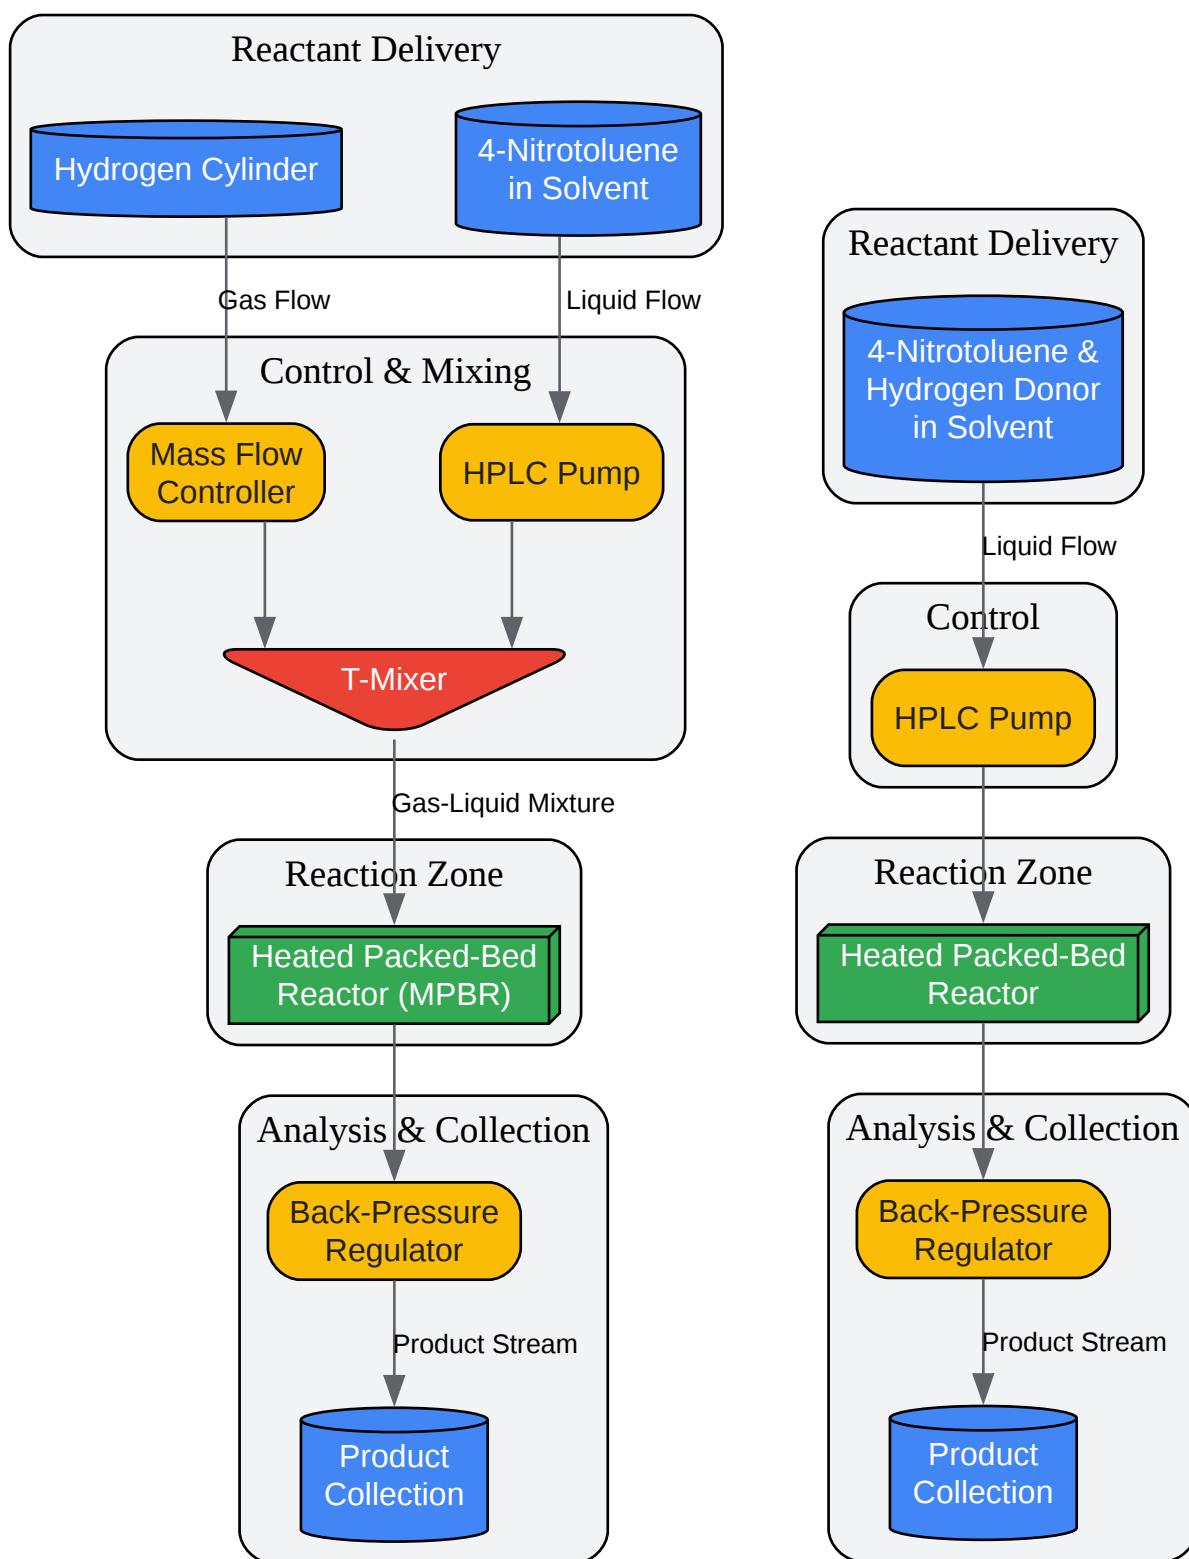 Reactant Delivery
Hydrogen Cylinder
4-Nitrotoluene
in Solvent
Gas Flow
Liquid Flow
Control & Mixing
Mass Flow
Controller
HPLC Pump
T-Mixer
Gas-Liquid Mixture
Reaction Zone
Heated Packed-Bed
Reactor (MPBR)
Analysis & Collection
Back-Pressure
Regulator
Product Stream
Product
Collection
Reactant Delivery
4-Nitrotoluene &
Hydrogen Donor
in Solvent
Liquid Flow
Control
HPLC Pump
Reaction Zone
Heated Packed-Bed
Reactor
Analysis & Collection
Back-Pressure
Regulator
Product Stream
Product
Collection